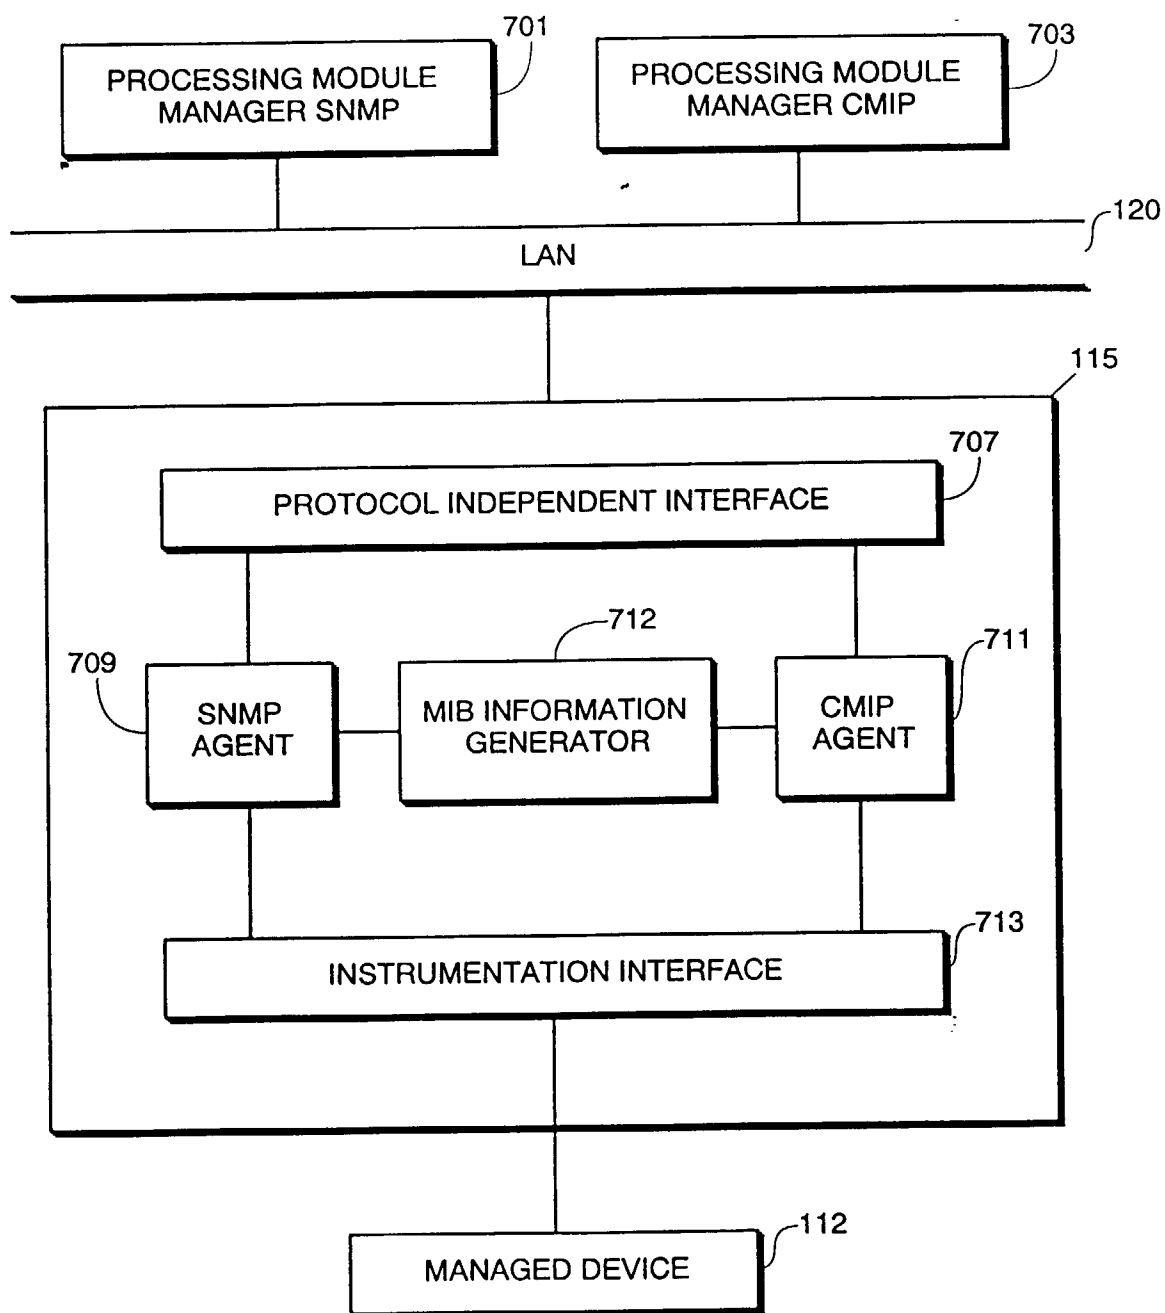 701
703
PROCESSING MODULE
MANAGER SNMP
PROCESSING MODULE
MANAGER CMIP
120
LAN
115
707
PROTOCOL INDEPENDENT INTERFACE
712
709
711
SNMP
AGENT
MIB INFORMATION
GENERATOR
CMIP
AGENT
713
INSTRUMENTATION INTERFACE
112
MANAGED DEVICE